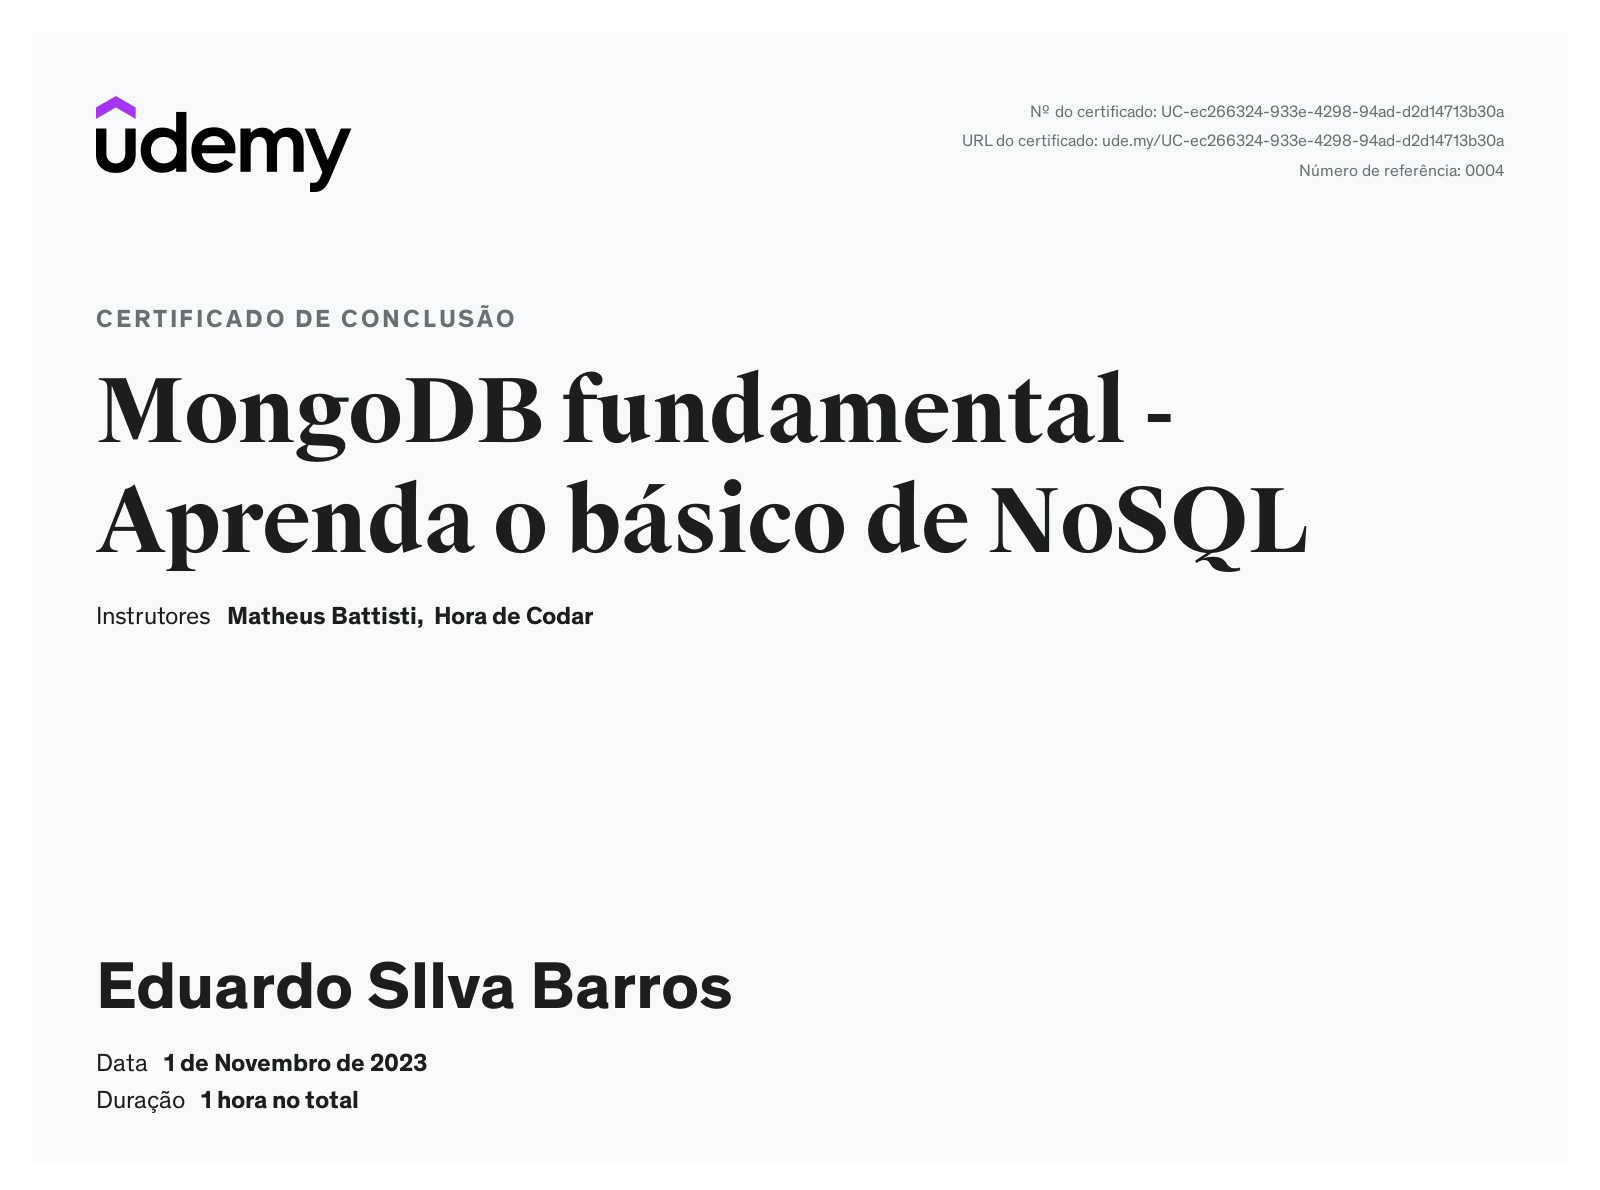 udemy
Nº do certificado: UC-ec266324-933e-4298-94ad-d2d14713b30a
URL do certificado: ude.my/UC-ec266324-933e-4298-94ad-d2d14713b30a
Número de referência: 0004
CERTIFICADO DE CONCLUSÃO
MongoDB fundamental -
Aprenda o básico de NoSQL
Instrutores Matheus Battisti, Hora de Codar
Eduardo SIlva Barros
Data 1 de Novembro de 2023
Duração 1 hora no total